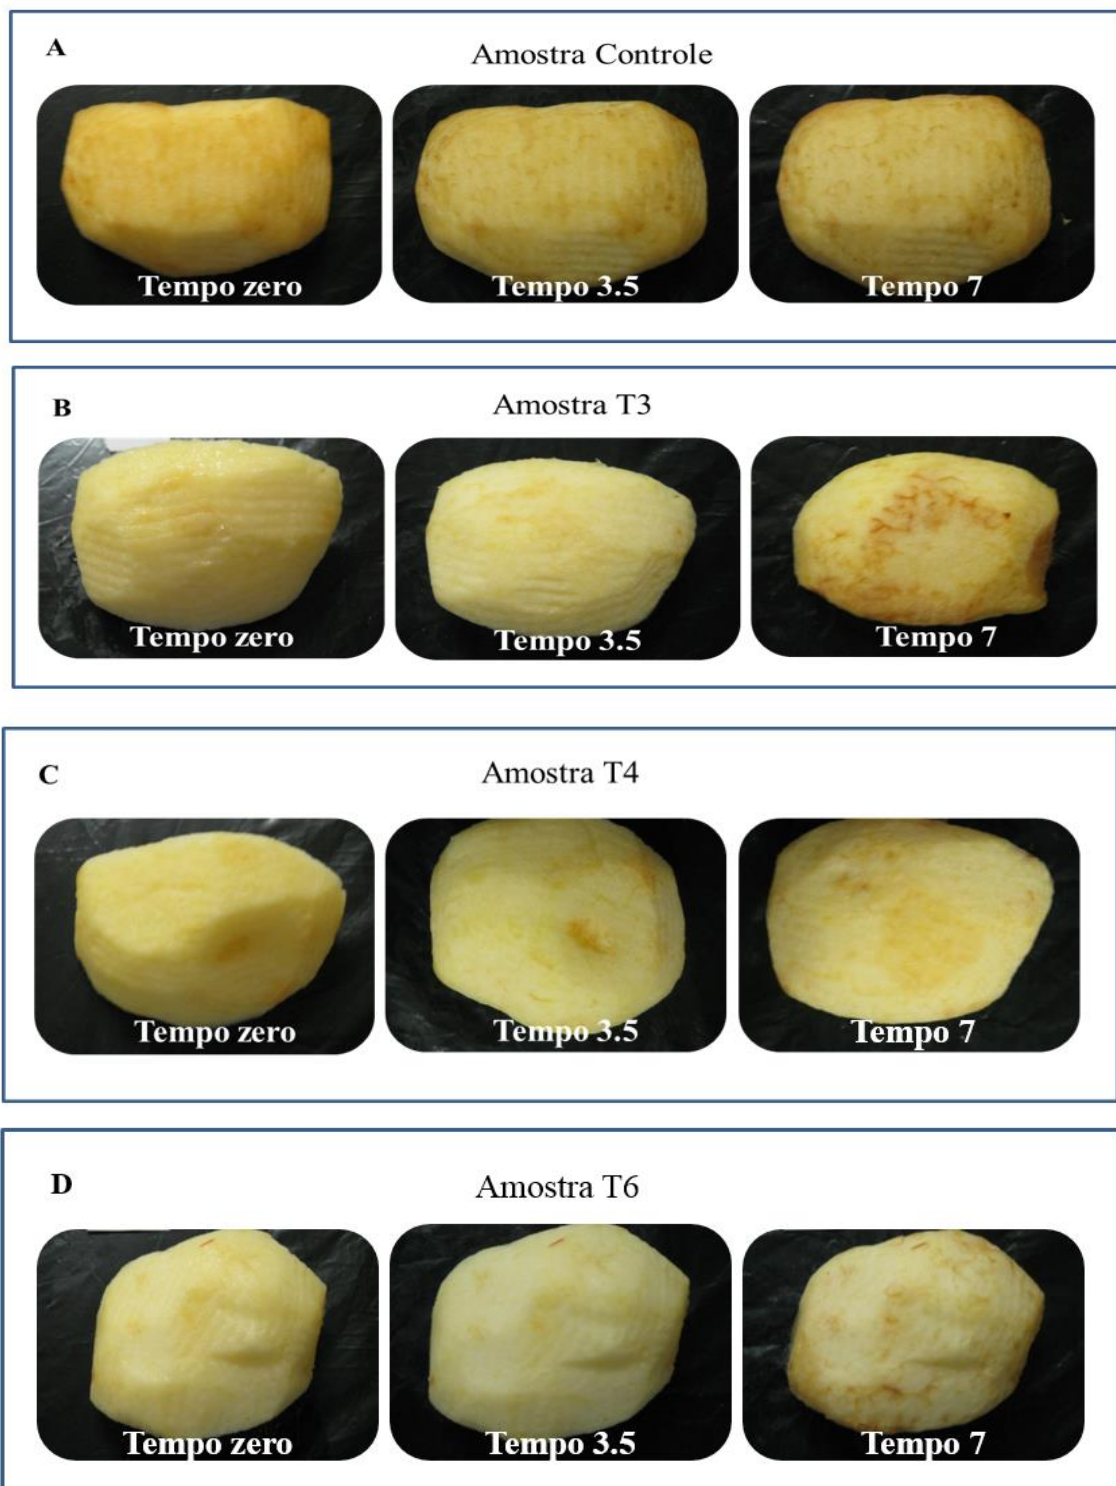 A
Amostra Controle
Tempo zero
Tempo 3.5
Tempo 7
B
Amostra T3
Tempo zero
Tempo 3.5
Tempo 7
C
Amostra T4
Tempo zero
Tempo 3.5
Tempo 7
D
Amostra T6
Tempo zero
Tempo 3.5
Tempo 7